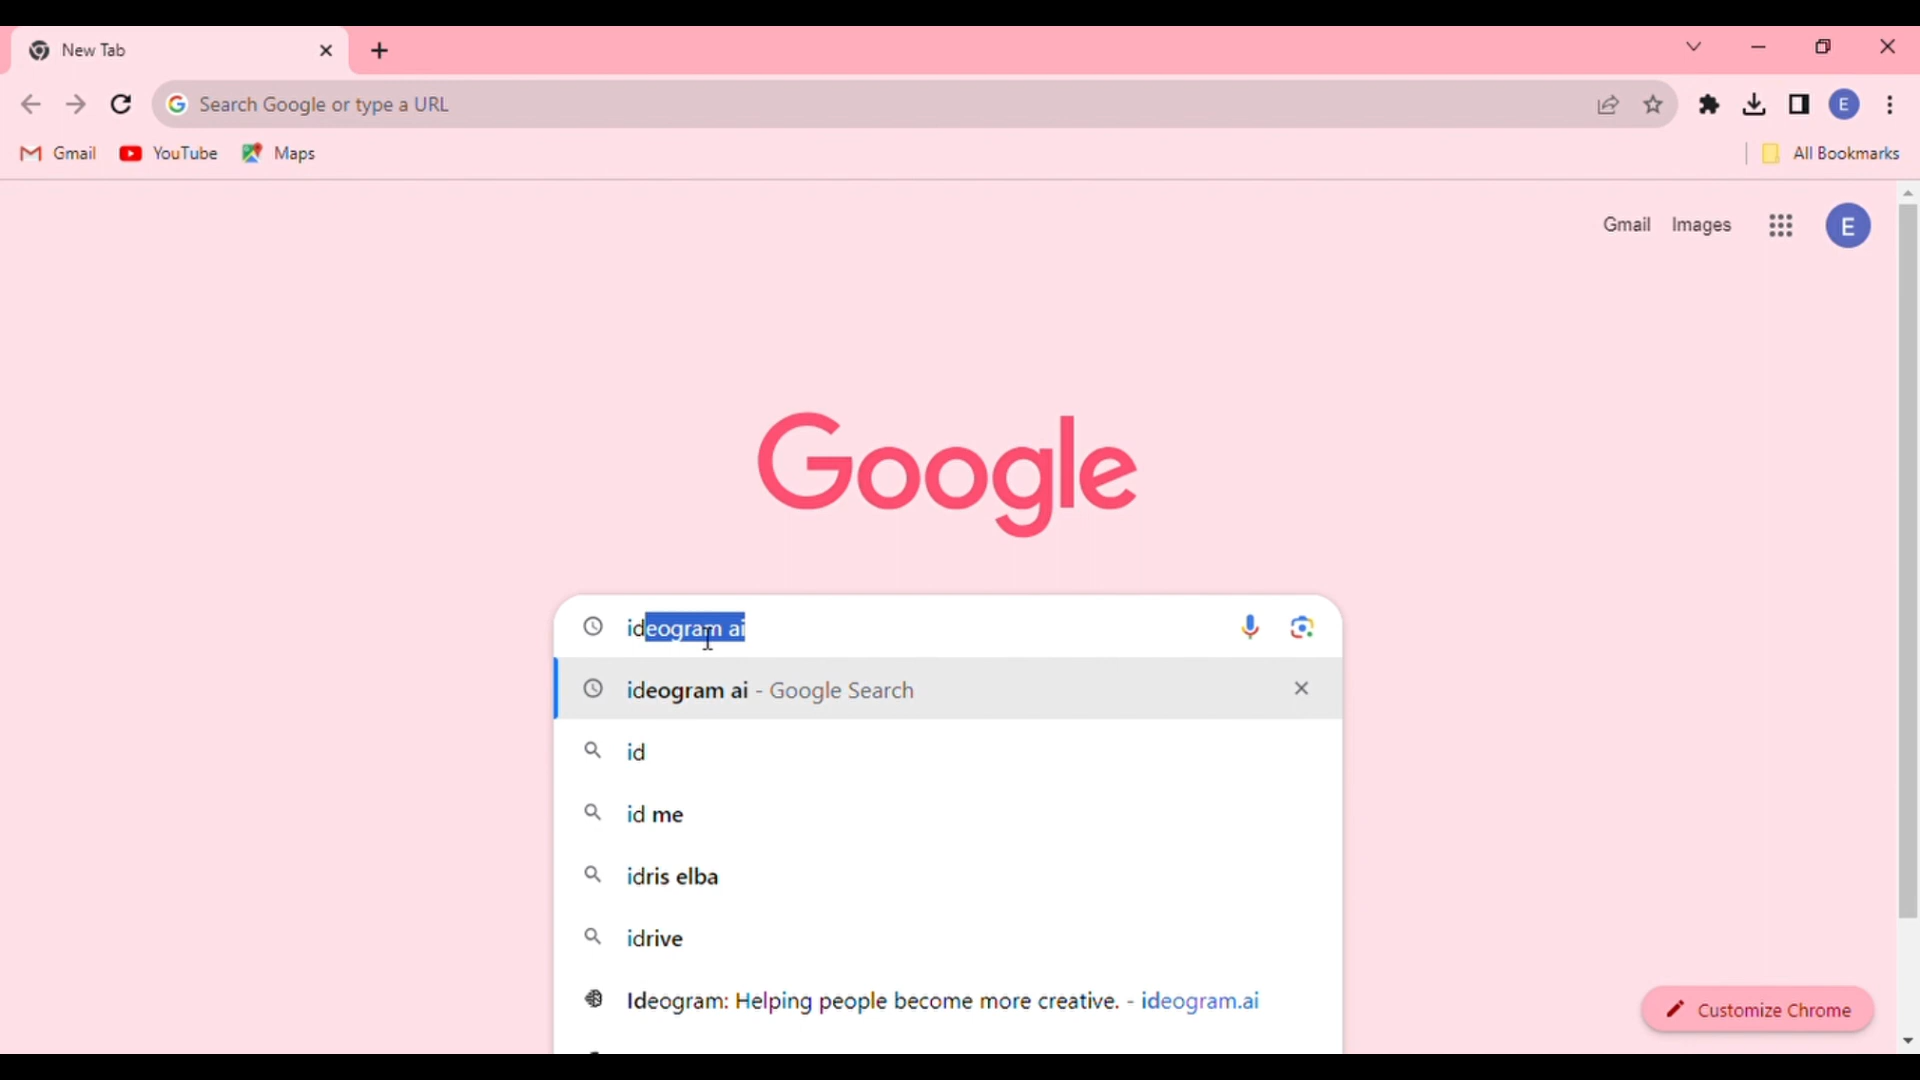 New Tab
Search Google or type a URL
E
Gmail YouTube Maps All Bookmarks
Gmail Images E
Google
ideogram ai
ideogram ai - Google Search
id
id me
idris elba
idrive
Ideogram: Helping people become more creative. - ideogram.ai
Customize Chrome